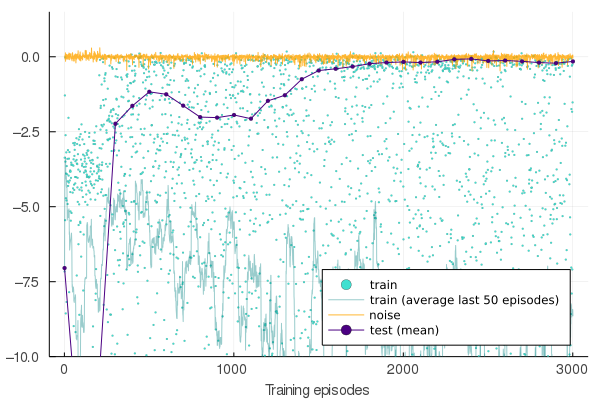 0.0
−2.5
−5.0
−7.5
−10.0
0
1000
2000
3000
Training episodes
train
train (average last 50 episodes)
noise
test (mean)